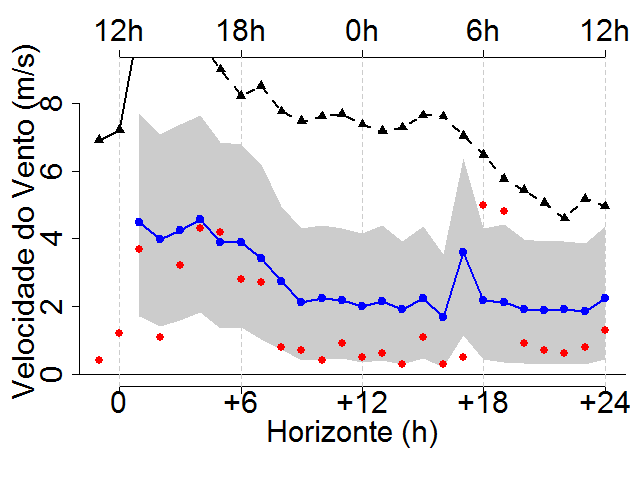 12h 18h 0h 6h 12h
Velocidade do Vento (m/s)
8
6
4
2
0
0 +6 +12 +18 +24
Horizonte (h)